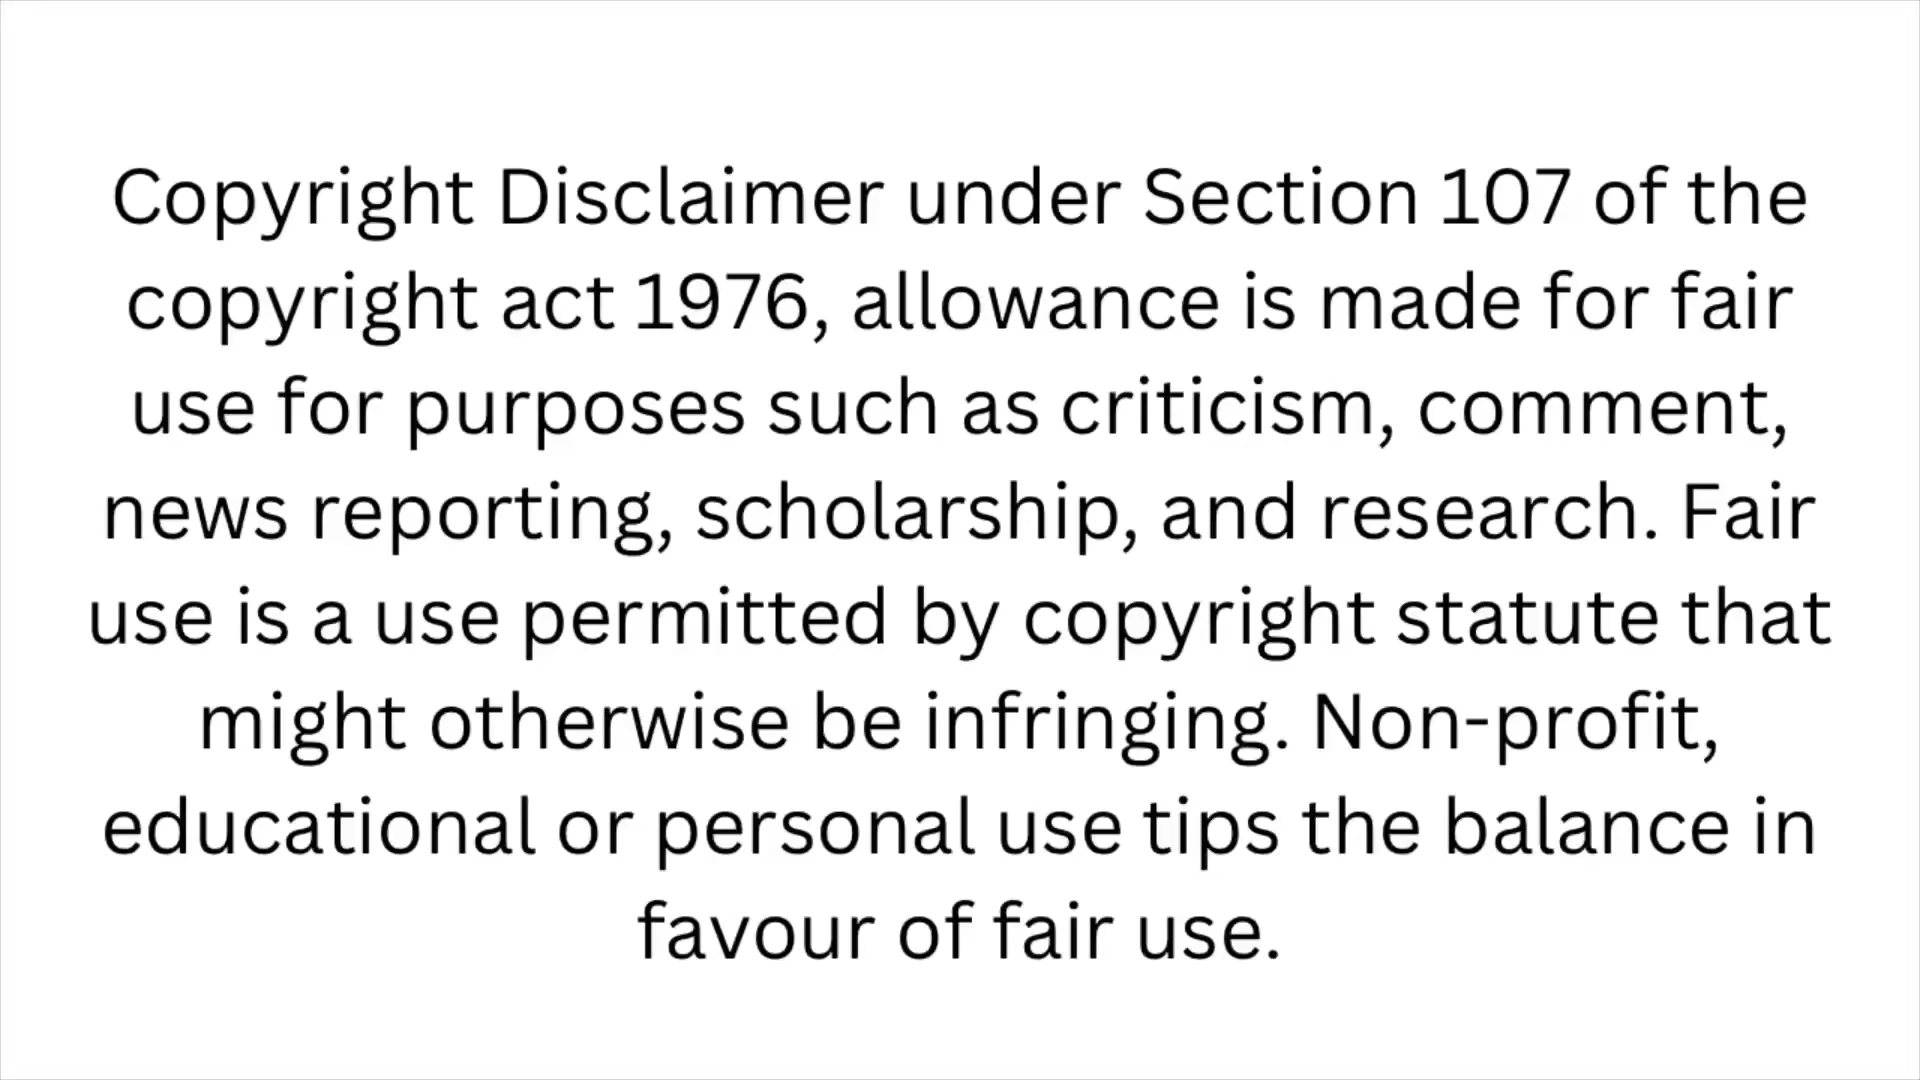 Copyright Disclaimer under Section 107 of the
copyright act 1976, allowance is made for fair
use for purposes such as criticism, comment,
news reporting, scholarship, and research. Fair
use is a use permitted by copyright statute that
might otherwise be infringing. Non-profit,
educational or personal use tips the balance in
favour of fair use.